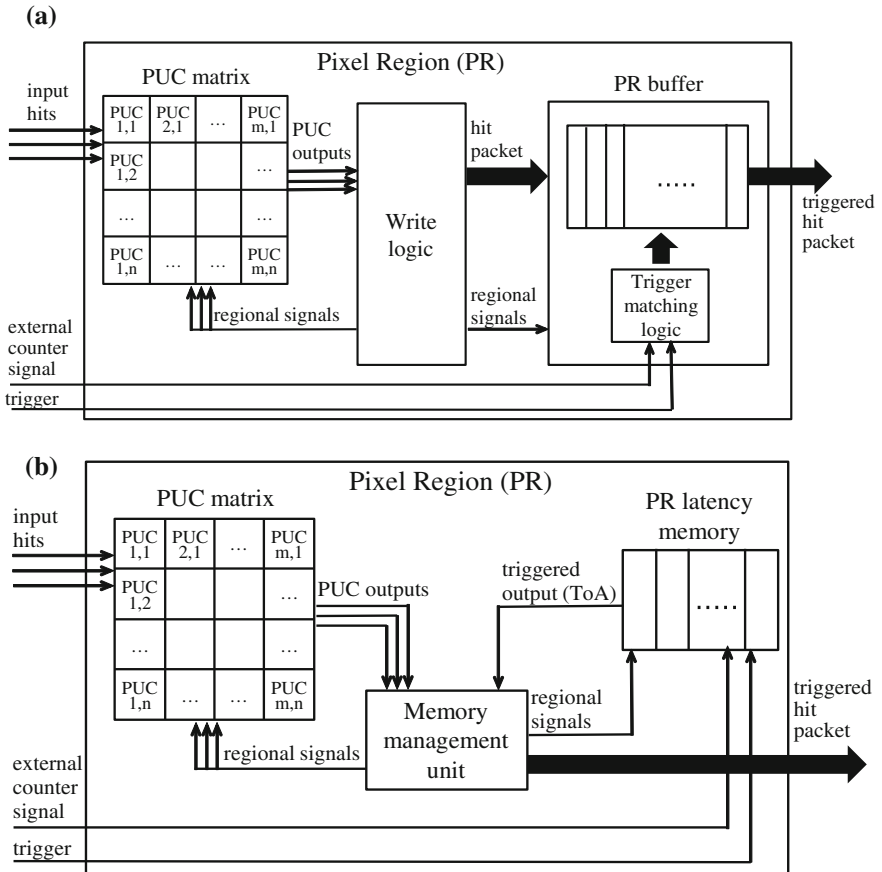 (a)
Pixel Region (PR)
PUC matrix
PR buffer
input
hits
PUC
1,1
PUC
2,1
...
PUC
m,1
PUC
1,2
...
...
...
PUC
1,n
...
...
PUC
m,n
PUC
outputs
Write
logic
hit
packet
.....
triggered
hit
packet
regional signals
regional
signals
Trigger
matching
logic
external
counter
signal
trigger
(b)
Pixel Region (PR)
PUC matrix
PR latency
memory
input
hits
PUC
1,1
PUC
2,1
...
PUC
m,1
PUC
1,2
...
...
...
PUC
1,n
...
...
PUC
m,n
PUC outputs
triggered
output (ToA)
.....
Memory
management
unit
regional
signals
triggered
hit
packet
regional signals
external
counter
signal
trigger